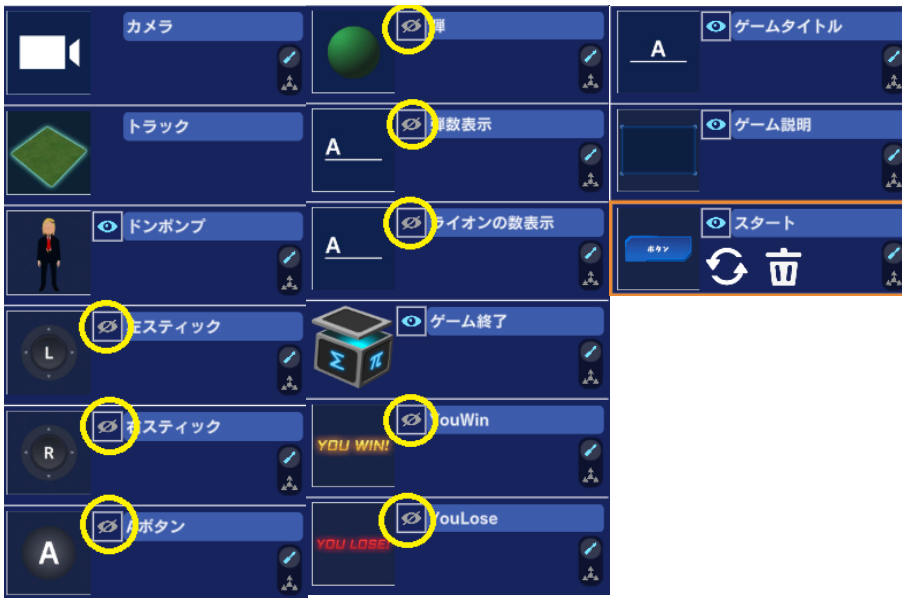 カメラ
トラック
ドンポンプ
L
左スティック
R
右スティック
A
Aボタン
弾
A
弾数表示
A
ライオンの数表示
Σ π
ゲーム終了
YOU WIN!
YouWin
YOU LOSE!
YouLose
A
ゲームタイトル
ゲーム説明
ボタン
スタート